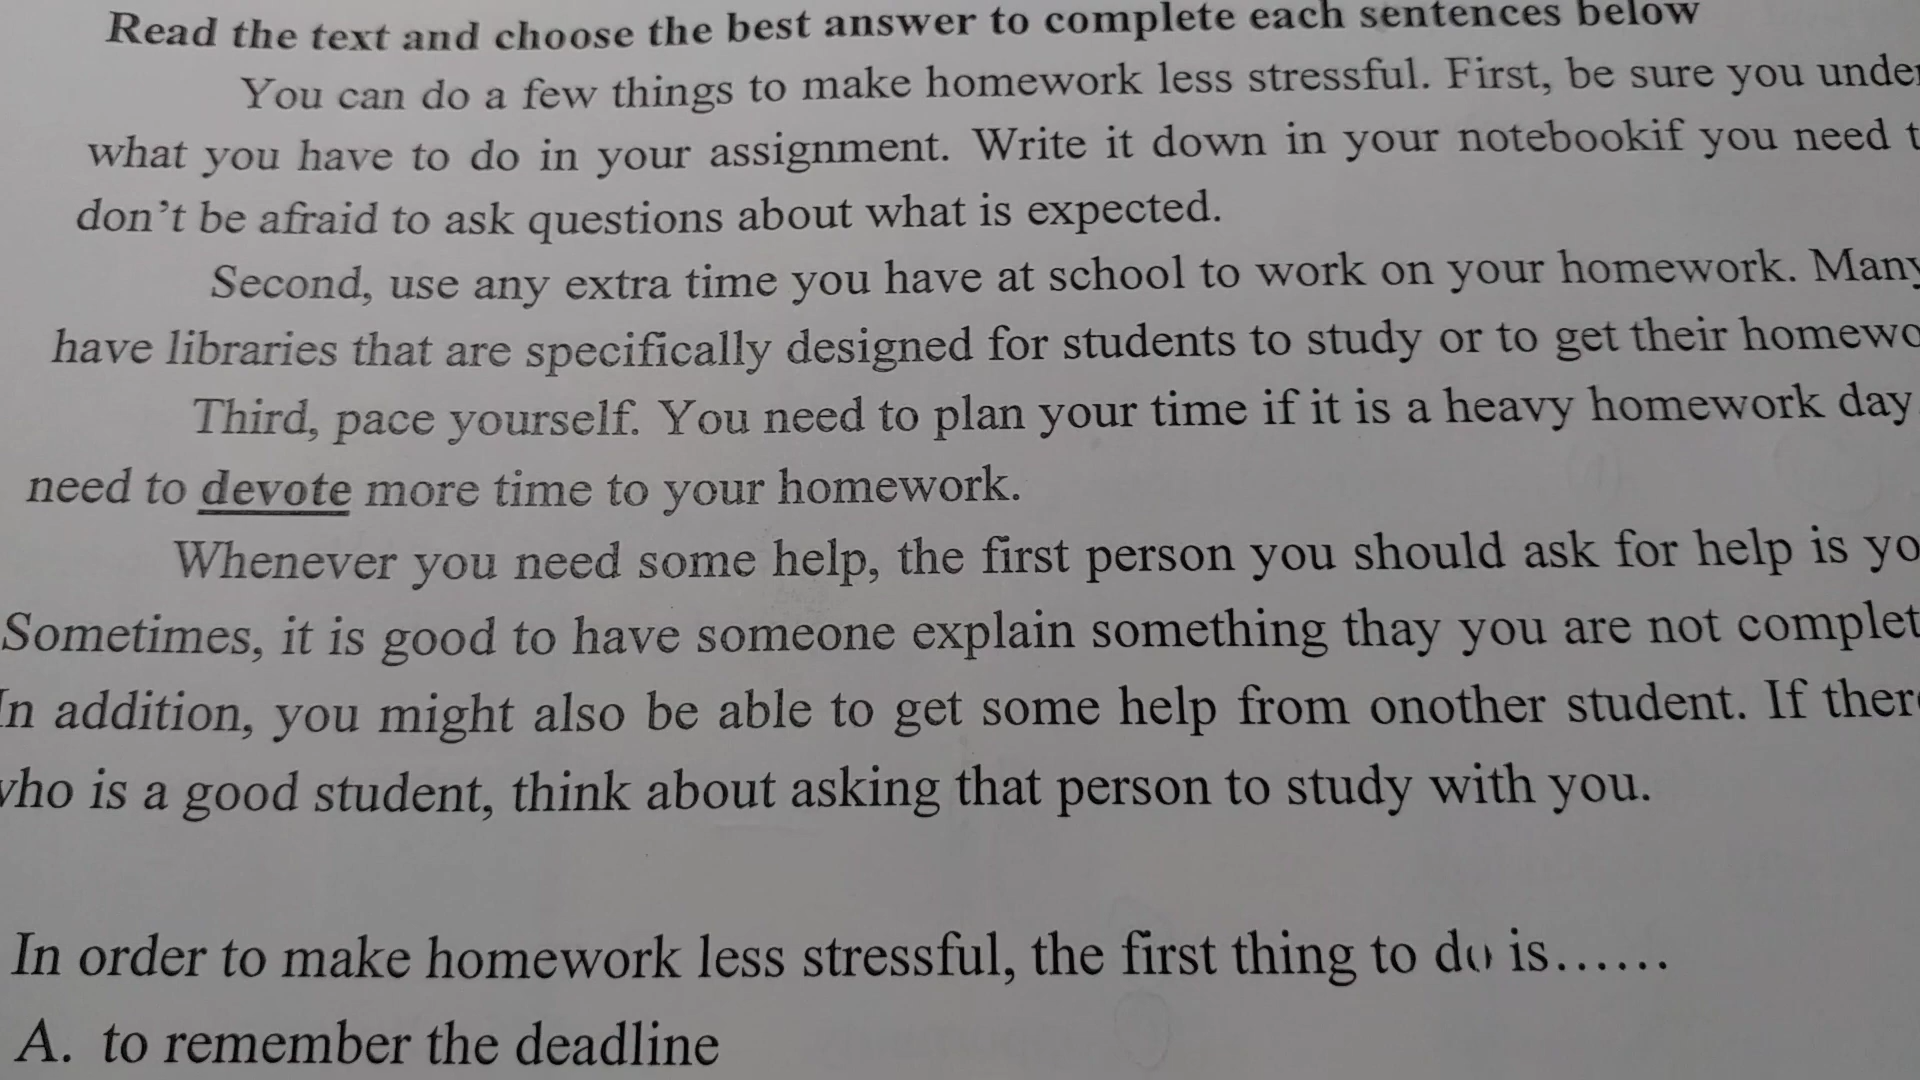 Read the text and choose the best answer to complete each sentences below
You can do a few things to make homework less stressful. First, be sure you under
what you have to do in your assignment. Write it down in your notebookif you need t
don't be afraid to ask questions about what is expected.
Second, use any extra time you have at school to work on your homework. Many
have libraries that are specifically designed for students to study or to get their homewo
Third, pace yourself. You need to plan your time if it is a heavy homework day
need to devote more time to your homework.
Whenever you need some help, the first person you should ask for help is yo
Sometimes, it is good to have someone explain something thay you are not complet
In addition, you might also be able to get some help from onother student. If there
who is a good student, think about asking that person to study with you.
In order to make homework less stressful, the first thing to do is......
A. to remember the deadline